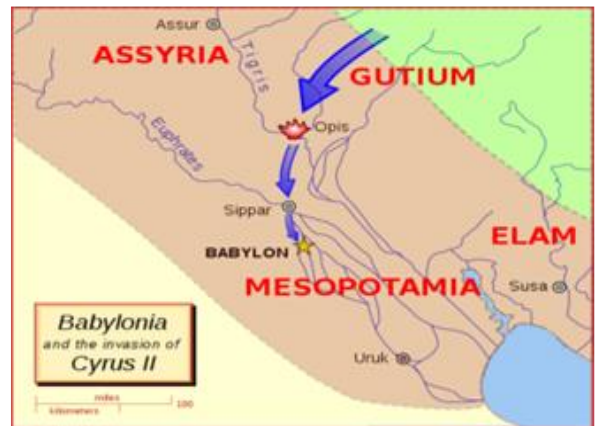 Assur
ASSYRIA
Tigris
GUTIUM
Opis
Euphrates
Sippar
BABYLON
ELAM
MESOPOTAMIA
Susa
Babylonia
and the invasion of
Cyrus II
Uruk
miles
kilometers
100